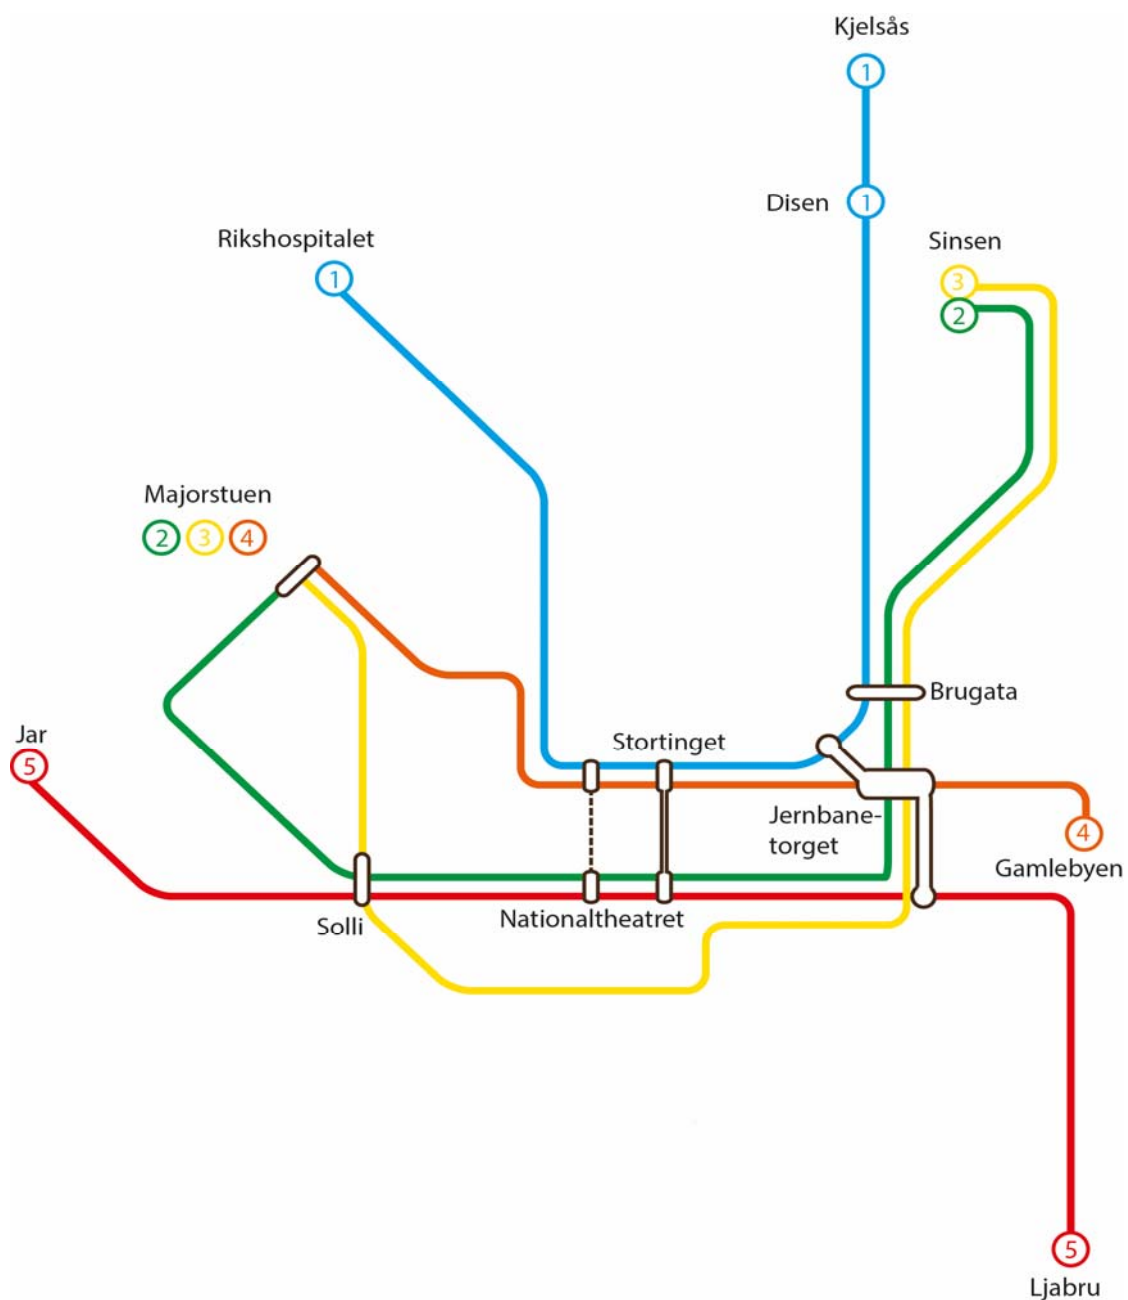 Kjelsås
1
Disen
1
Rikshospitalet
1
Sinsen
3
2
Majorstuen
2 3 4
Brugata
Jar
5
Stortinget
Jernbane-
torget
4
Gamlebyen
Solli
Nationaltheatret
5
Ljabru